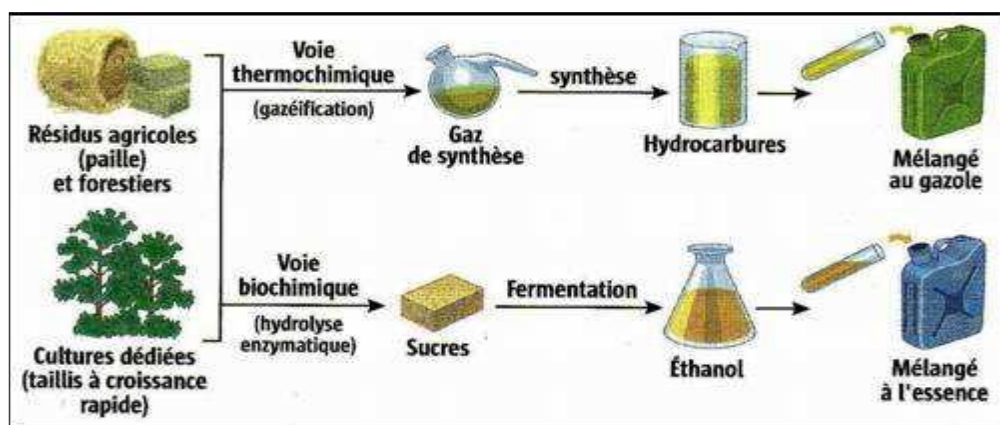 Résidus agricoles
(paille)
et forestiers
Cultures dédiées
(taillis à croissance
rapide)
Voie
thermochimique
(gazéification)
Gaz
de synthèse
synthèse
Hydrocarbures
Mélangé
au gazole
Voie
biochimique
(hydrolyse
enzymatique)
Sucres
Fermentation
Éthanol
Mélangé
à l'essence